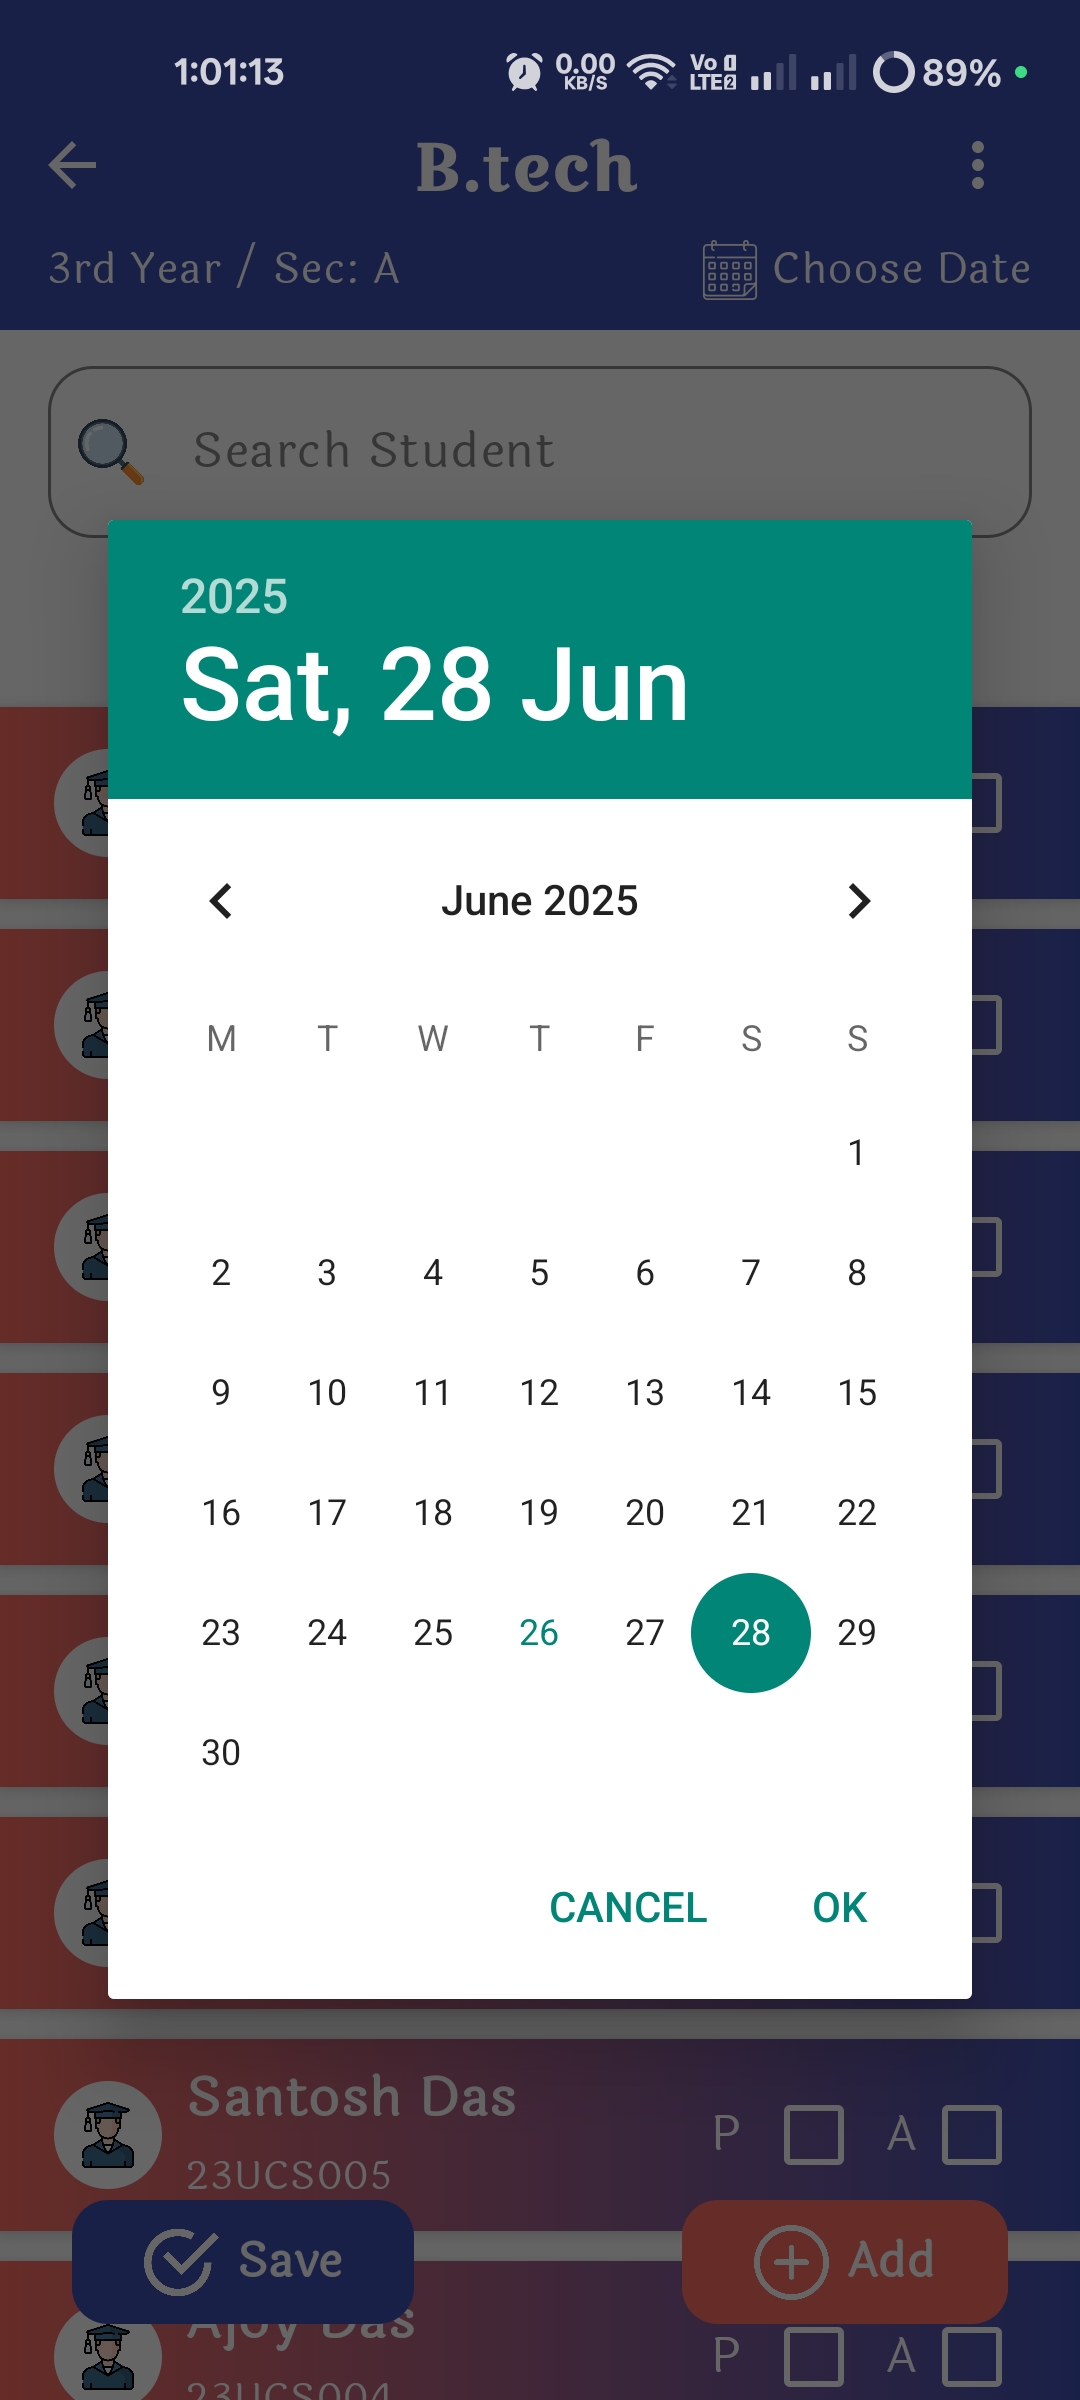 1:01:13 0.00 KB/S Vo 1 LTE 2 89%
B.tech
3rd Year / Sec: A Choose Date
Search Student
2025
Sat, 28 Jun
June 2025
M T W T F S S
1
2 3 4 5 6 7 8
9 10 11 12 13 14 15
16 17 18 19 20 21 22
23 24 25 26 27 28 29
30
CANCEL OK
Santosh Das
23UCS005
P A
Save Add
Ajoy Das
23UCS004
P A